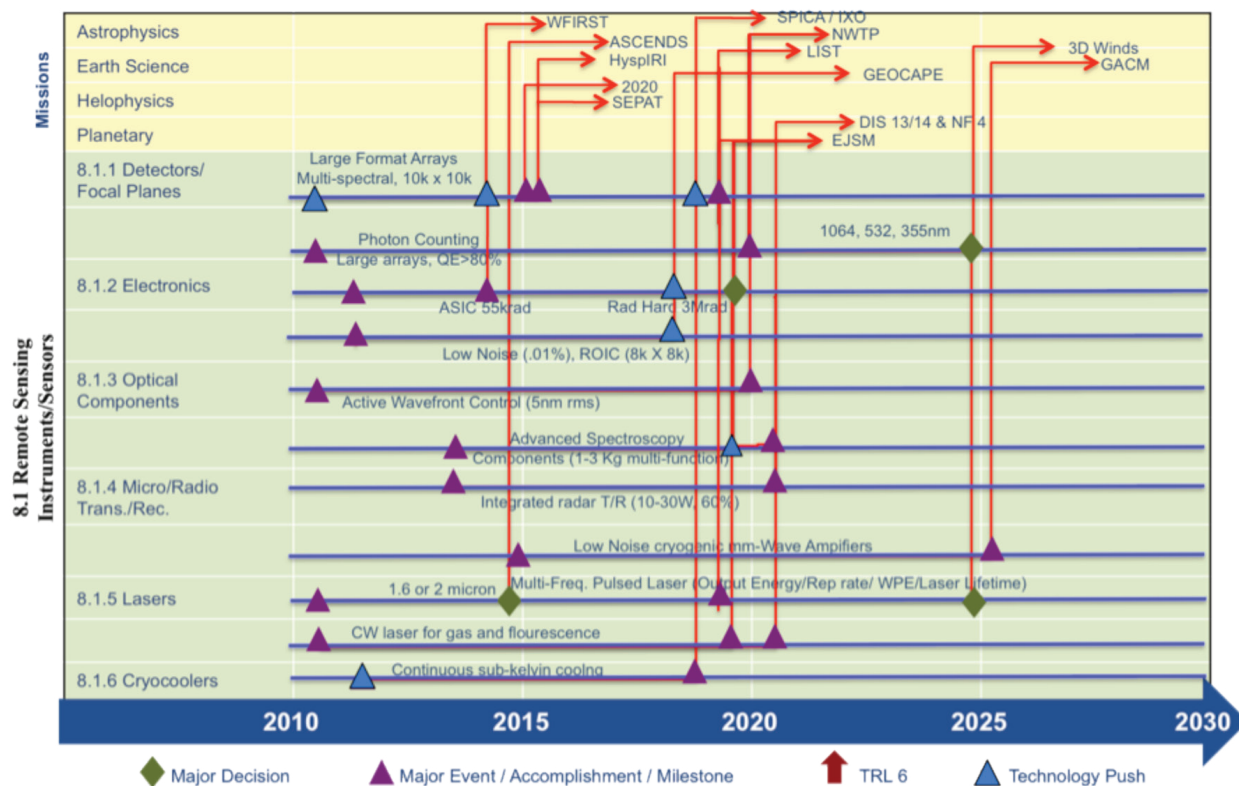 Missions
Astrophysics
Earth Science
Helophysics
Planetary
WFIRST
ASCENDS
HyspIRI
2020
SEPAT
SPICA / IXO
NWTP
LIST
GEOCAPE
DIS 13/14 & NF 4
EJSM
3D Winds
GACM
8.1 Remote Sensing
Instruments/Sensors
8.1.1 Detectors/
Focal Planes
Large Format Arrays
Multi-spectral, 10k x 10k
Photon Counting
Large arrays, QE>80%
1064, 532, 355nm
8.1.2 Electronics
ASIC 55krad
Rad Hard 3Mrad
Low Noise (.01%), ROIC (8k X 8k)
8.1.3 Optical
Components
Active Wavefront Control (5nm rms)
Advanced Spectroscopy
Components (1-3 Kg multi-function)
8.1.4 Micro/Radio
Trans./Rec.
Integrated radar T/R (10-30W, 60%)
Low Noise cryogenic mm-Wave Ampifiers
8.1.5 Lasers
1.6 or 2 micron
Multi-Freq. Pulsed Laser (Output Energy/Rep rate/ WPE/Laser Lifetime)
CW laser for gas and flourescence
8.1.6 Cryocoolers
Continuous sub-kelvin coolng
2010 2015 2020 2025 2030
Major Decision Major Event / Accomplishment / Milestone TRL 6 Technology Push